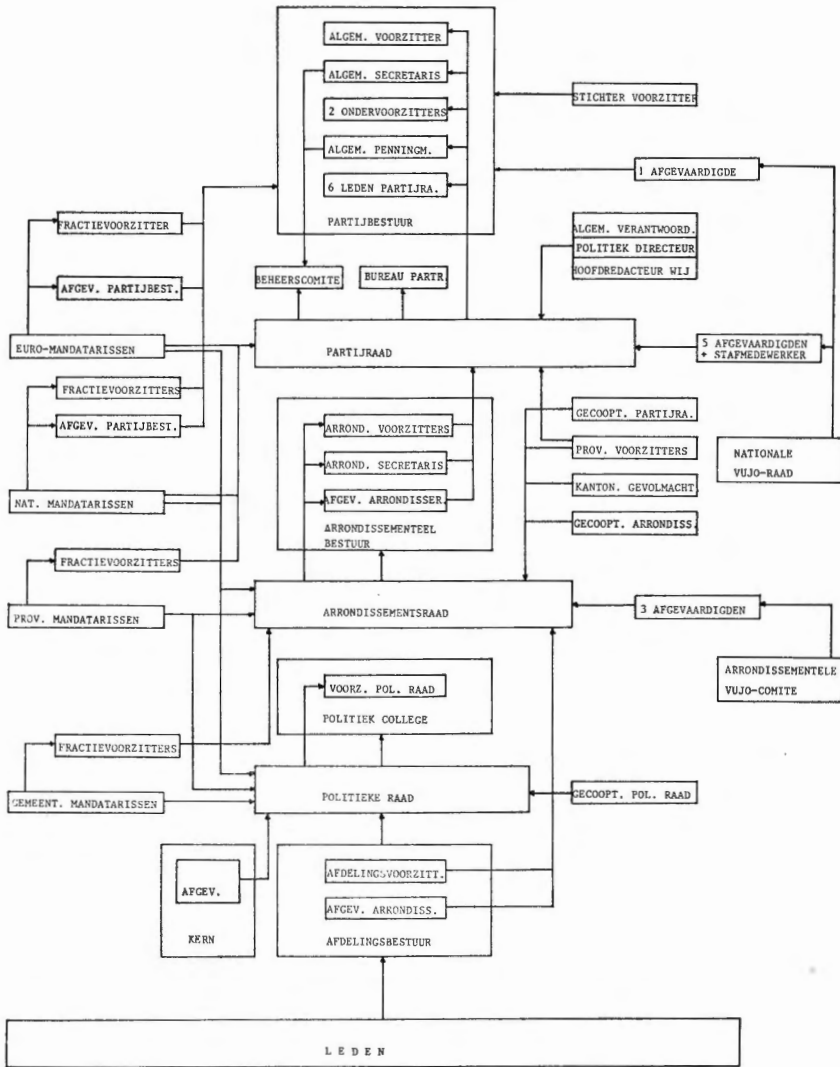 ALGEM. VOORZITTER
ALGEM. SECRETARIS
2 ONDERVOORZITTERS
STICHTER VOORZITTER
ALGEM. PENNINGM.
1 AFGEVAARDIGDE
6 LEDEN PARTIJRA.
PARTIJBESTUUR
FRACTIEVOORZITTER
ALGEM. VERANTWOORD.
POLITIEK DIRECTEUR
HOOFDREDACTEUR WIJ
BEHEERSCOMITE
BUREAU PARTR.
AFGEV. PARTIJBEST.
EURO-MANDATARISSEN
PARTIJRAAD
5 AFGEVAARDIGDEN
+ STAFMEDEWERKER
FRACTIEVOORZITTERS
AFGEV. PARTIJBEST.
NAT. MANDATARISSEN
ARROND. VOORZITTERS
ARROND. SECRETARIS
AFGEV. ARRONDISSER.
ARRONDISSEMENTEEL
BESTUUR
GECOOPT. PARTIJRA.
PROV. VOORZITTERS
KANTON. GEVOLMACHT.
GECOOPT. ARRONDISS.
NATIONALE
VUJO-RAAD
FRACTIEVOORZITTERS
PROV. MANDATARISSEN
ARRONDISSEMENTSRAAD
3 AFGEVAARDIGDEN
ARRONDISSEMENTELE
VUJO-COMITE
VOORZ. POL. RAAD
POLITIEK COLLEGE
FRACTIEVOORZITTERS
GEMEENT. MANDATARISSEN
POLITIEKE RAAD
GECOOPT. POL. RAAD
AFGEV.
KERN
AFDELINGSVOORZITT.
AFGEV. ARRONDISS.
AFDELINGSBESTUUR
L E D E N